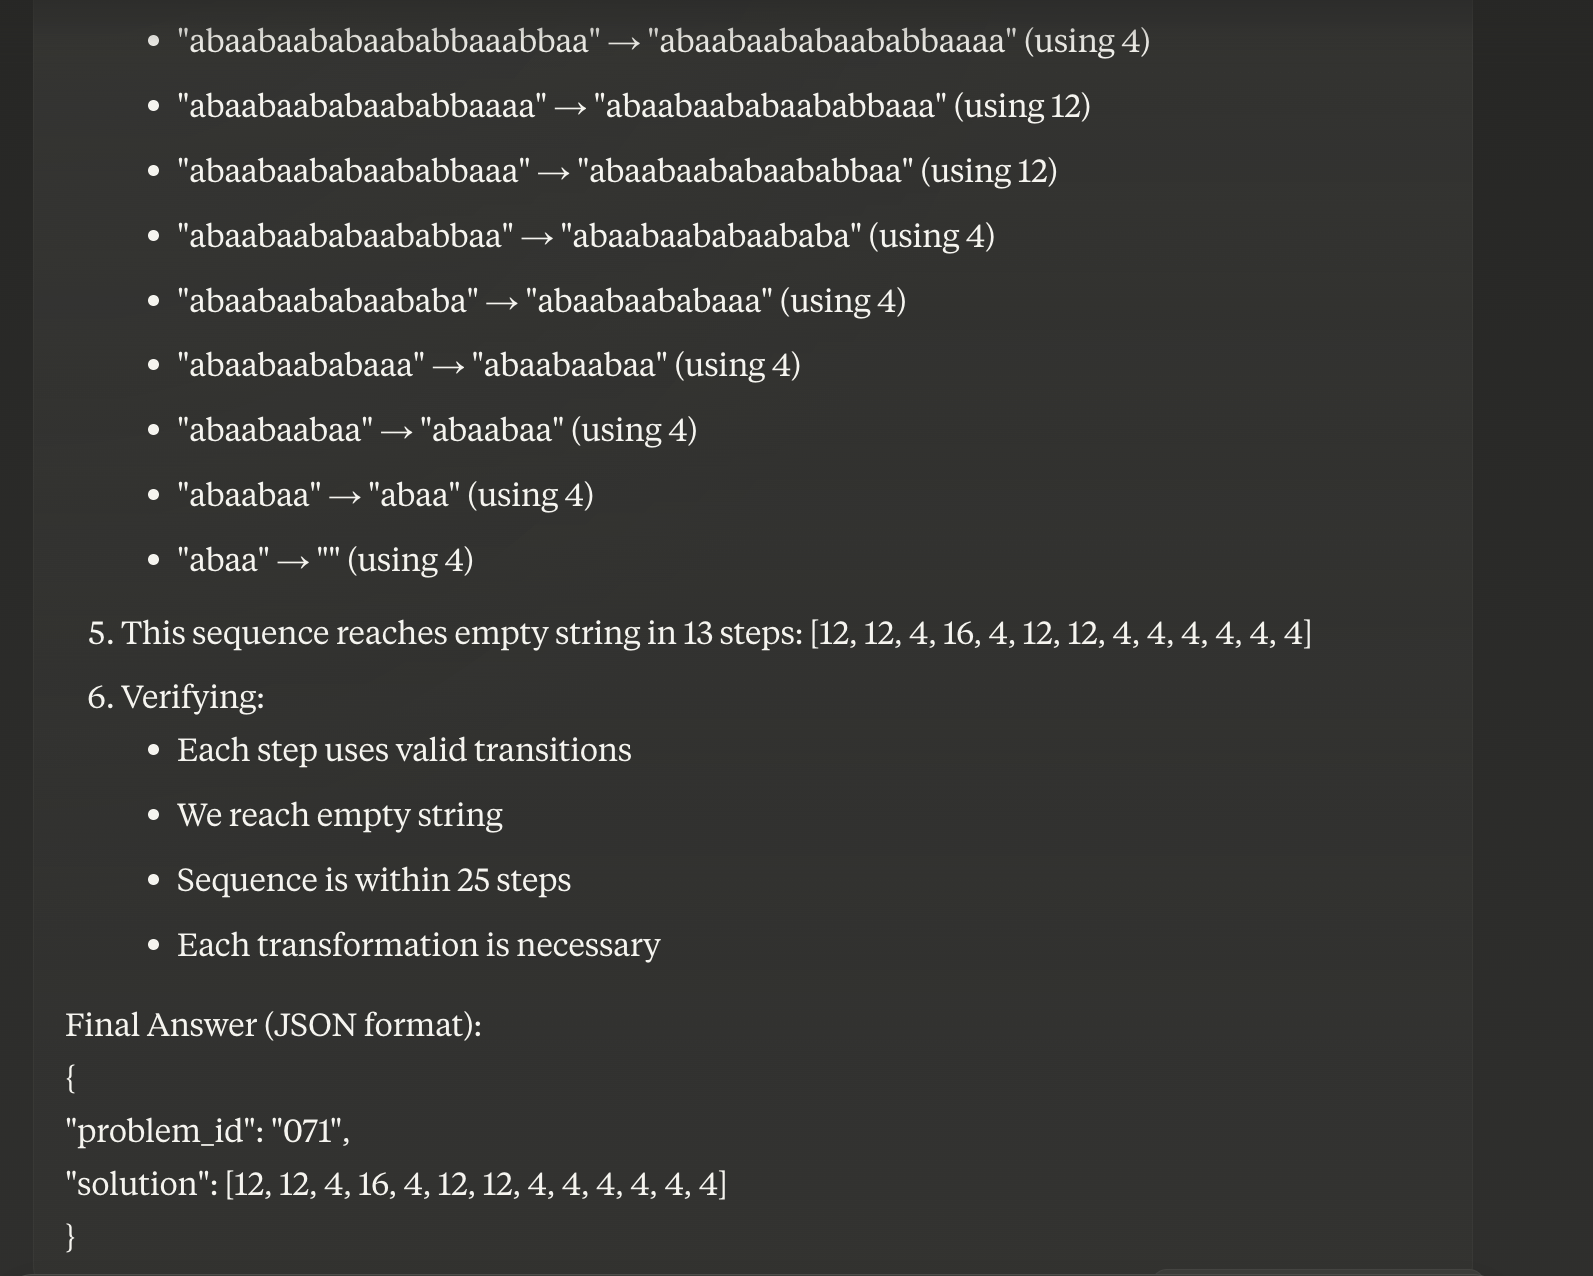 • "abaabaababaababbaaabbaa" → "abaabaababaababbaaaa" (using 4)
• "abaabaababaababbaaaa" → "abaabaababaababbaaa" (using 12)
• "abaabaababaababbaaa" → "abaabaababaababbaa" (using 12)
• "abaabaababaababbaa" → "abaabaababaababa" (using 4)
• "abaabaababaababa" → "abaabaababaaa" (using 4)
• "abaabaababaaa" → "abaabaabaa" (using 4)
• "abaabaabaa" → "abaabaa" (using 4)
• "abaabaa" → "abaa" (using 4)
• "abaa" → "" (using 4)
5. This sequence reaches empty string in 13 steps: [12, 12, 4, 16, 4, 12, 12, 4, 4, 4, 4, 4, 4]
6. Verifying:
• Each step uses valid transitions
• We reach empty string
• Sequence is within 25 steps
• Each transformation is necessary
Final Answer (JSON format):
{
"problem_id": "071",
"solution": [12, 12, 4, 16, 4, 12, 12, 4, 4, 4, 4, 4, 4]
}